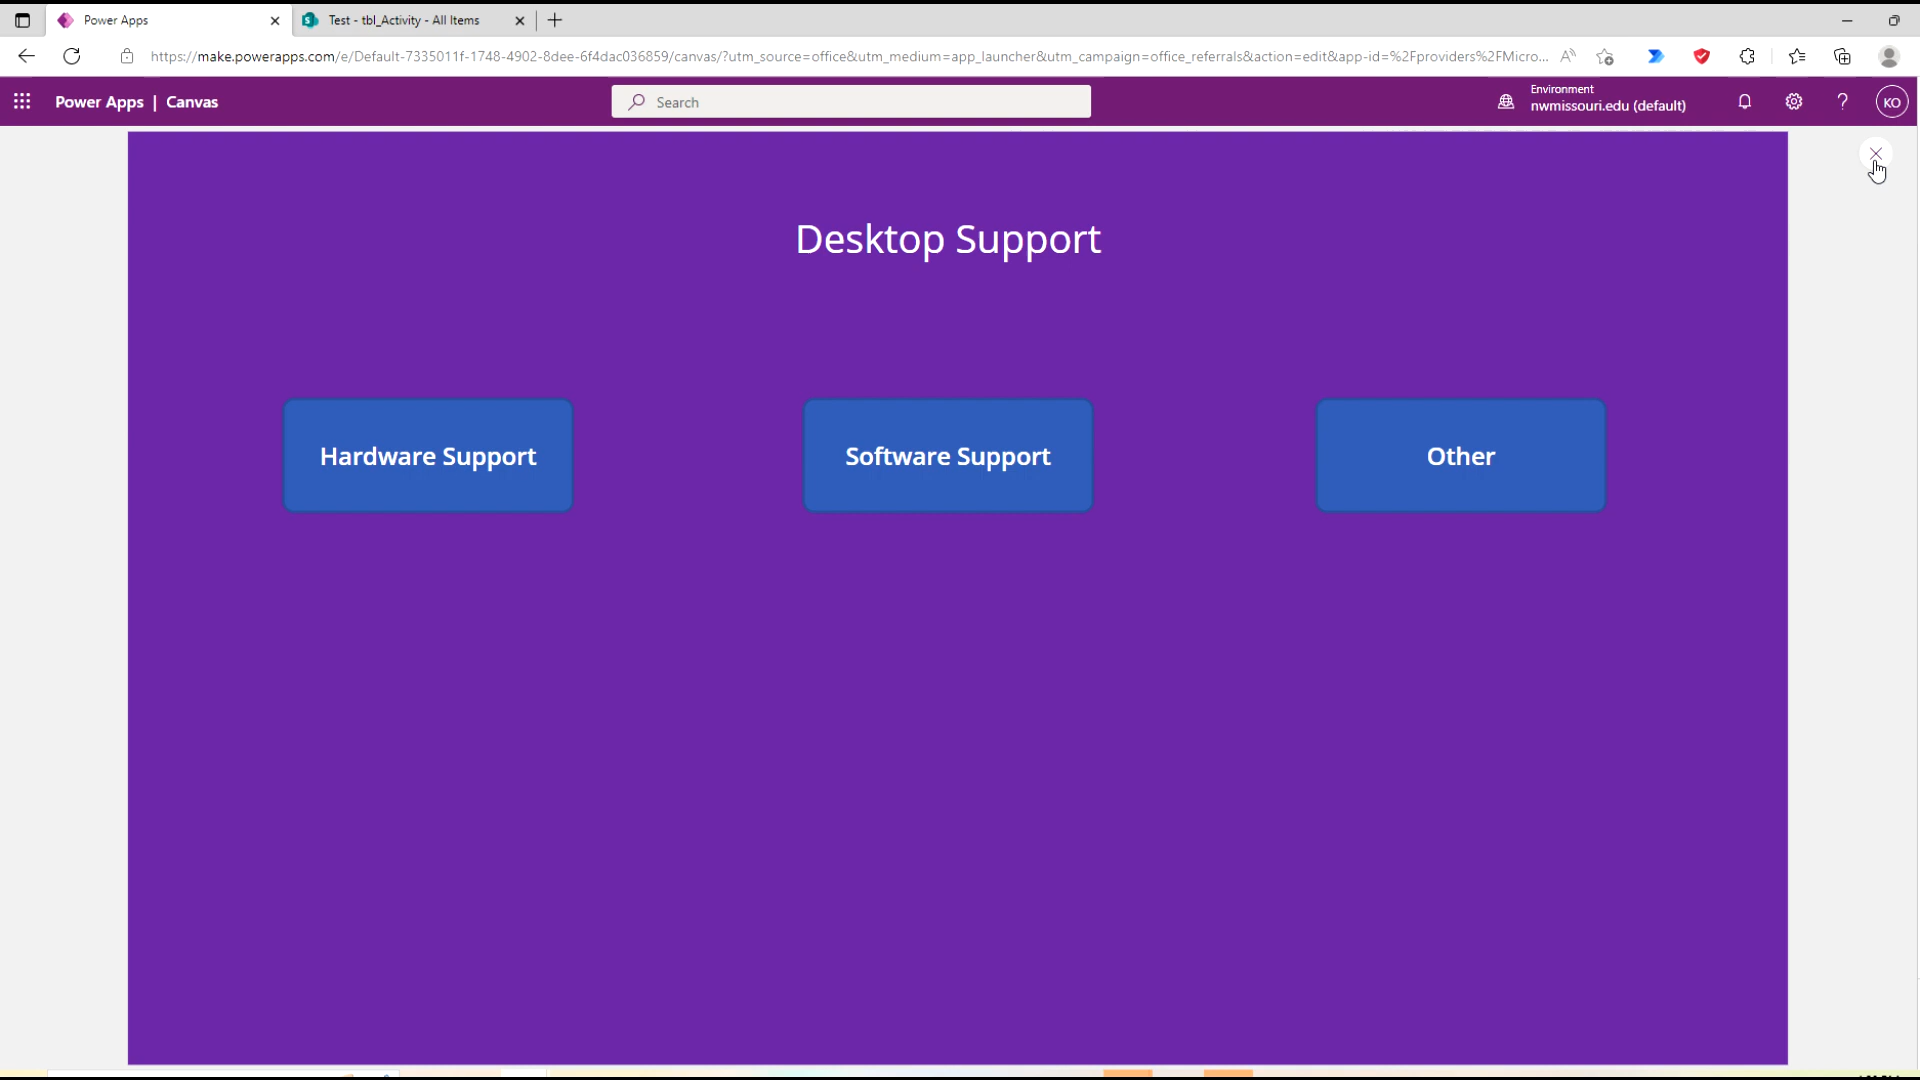 Power Apps
Test - tbl_Activity - All Items
https://make.powerapps.com/e/Default-7335011f-1748-4902-8dee-6f4dac036859/canvas/?utm_source=office&utm_medium=app_launcher&utm_campaign=office_referrals&action=edit&app-id=%2Fproviders%2FMicro...
Power Apps | Canvas
Search
Environment
nwmissouri.edu (default)
?
KO
Desktop Support
Hardware Support
Software Support
Other